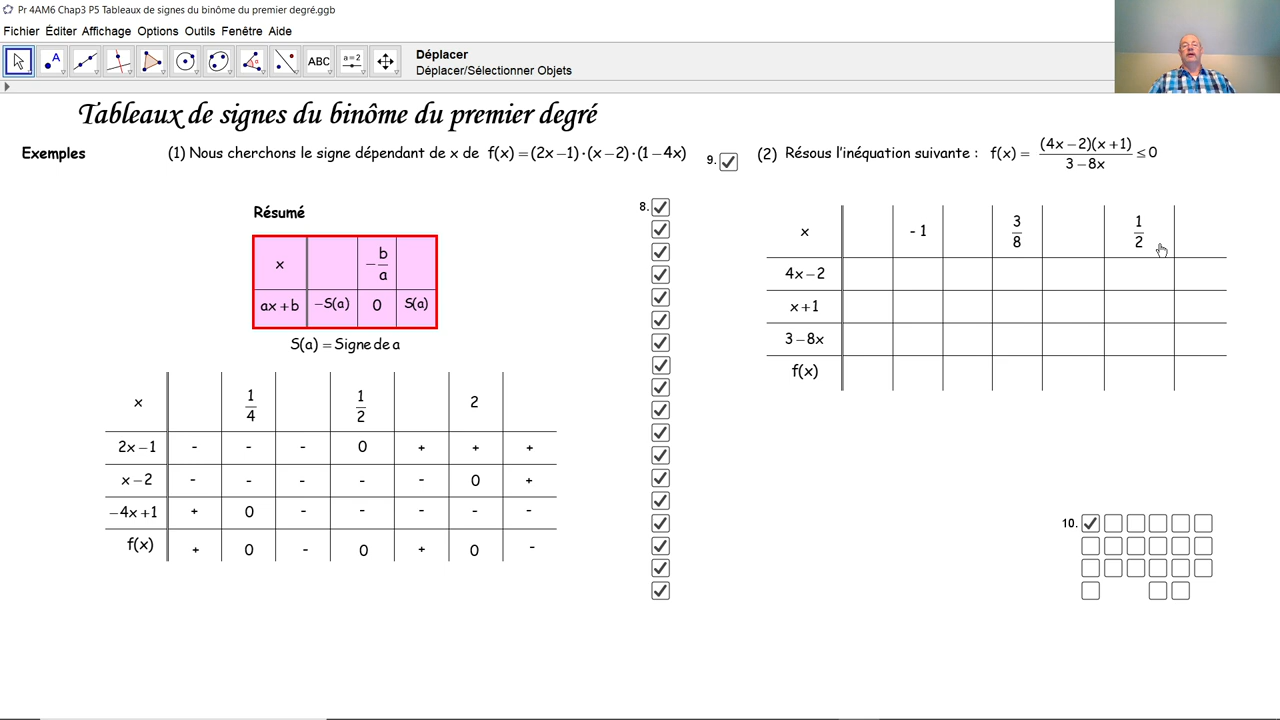 Pr 4AM6 Chap3 P5 Tableaux de signes du binôme du premier degré.ggb
Fichier Éditer Affichage Options Outils Fenêtre Aide
A ABC a=2 Déplacer
Déplacer/Sélectionner Objets
Tableaux de signes du binôme du premier degré
Exemples (1) Nous cherchons le signe dépendant de x de f(x)=(2x−1)·(x−2)·(1−4x)
9.
(2) Résous l'inéquation suivante : f(x)= (4x−2)(x+1) / 3−8x ≤0
Résumé
x −b/a
ax+b −S(a) 0 S(a)
S(a) = Signe de a
x 1/4 1/2 2
2x−1 - - - 0 + + +
x−2 - - - - - 0 +
−4x+1 + 0 - - - - -
f(x) + 0 - 0 + 0 -
8.
x -1 3/8 1/2
4x−2
x+1
3−8x
f(x)
10.